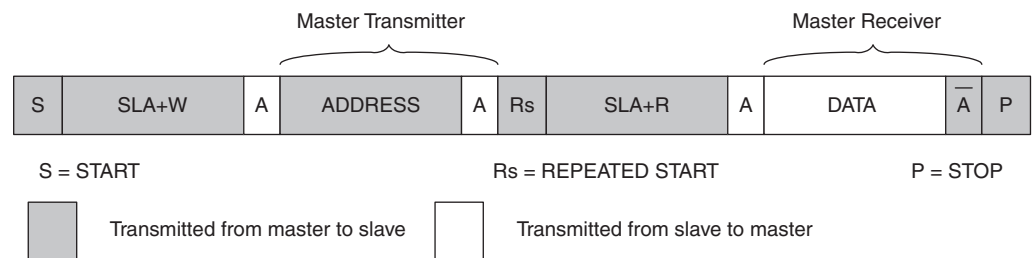 Master Transmitter Master Receiver
S SLA+W A ADDRESS A Rs SLA+R A DATA A̅ P
S = START Rs = REPEATED START P = STOP
Transmitted from master to slave Transmitted from slave to master